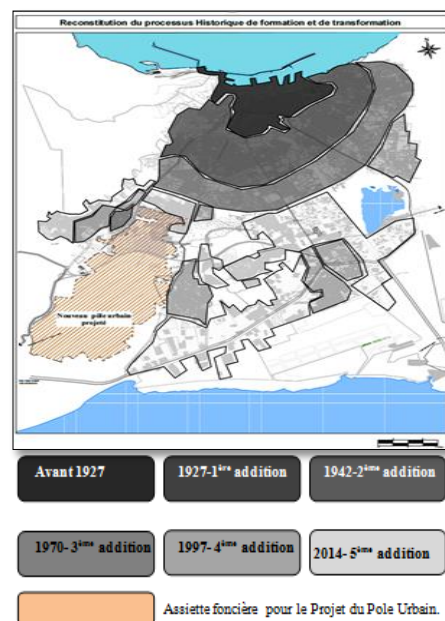 Reconstitution du processus Historique de formation et de transformation
Nouveau pôle urbain
projeté
Avant 1927
1927-1ère addition
1942-2ème addition
1970- 3ème addition
1997- 4ème addition
2014- 5ème addition
Assiette foncière pour le Projet du Pole Urbain.